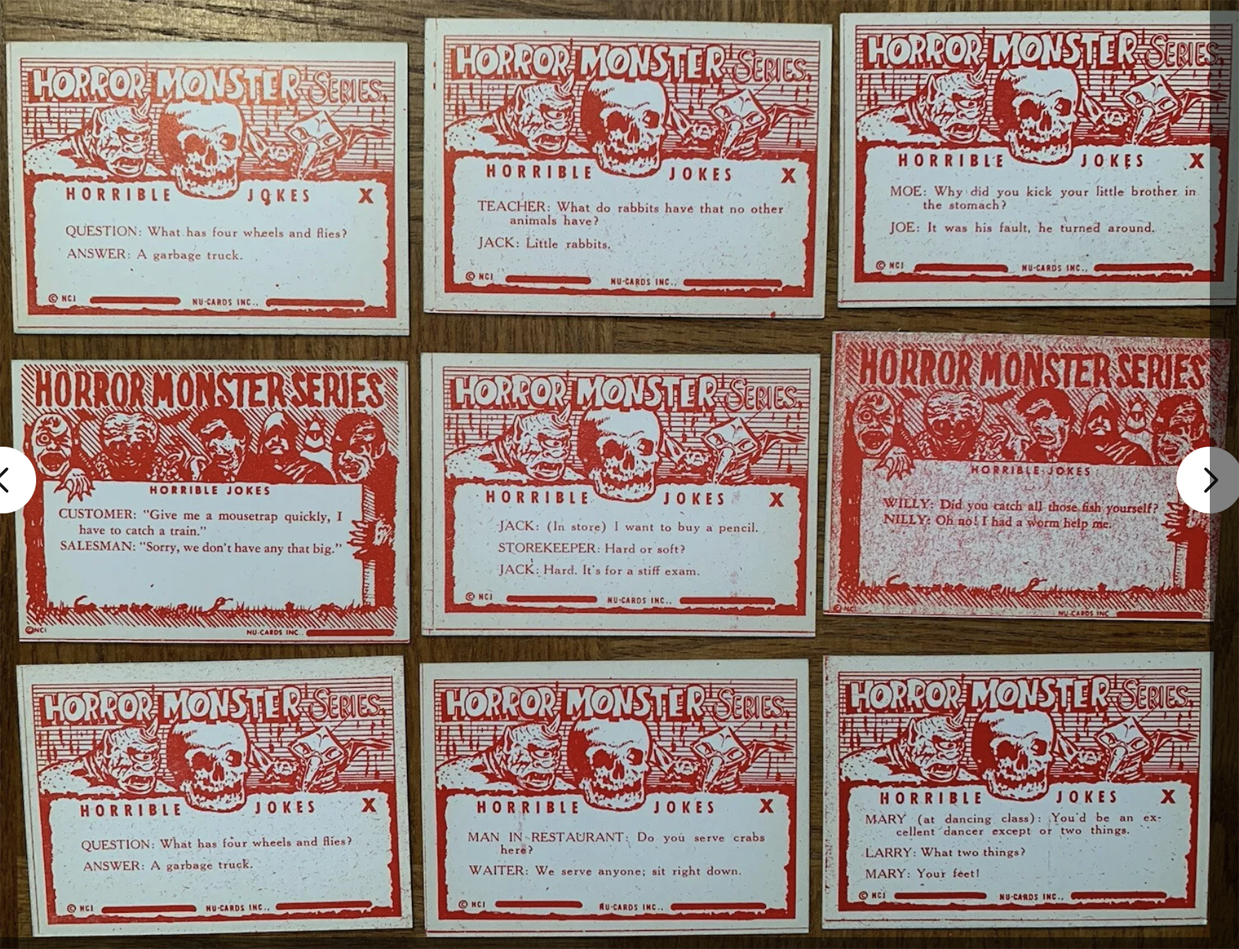 HORROR MONSTER SERIES.
HORRIBLE JOKES X
QUESTION: What has four wheels and flies?
ANSWER: A garbage truck.
© NCI NU-CARDS INC.,
HORROR MONSTER SERIES.
HORRIBLE JOKES X
TEACHER: What do rabbits have that no other
animals have?
JACK: Little rabbits.
© NCI NU-CARDS INC.,
HORROR MONSTER SERIES.
HORRIBLE JOKES X
MOE: Why did you kick your little brother in
the stomach?
JOE: It was his fault, he turned around.
© NCI NU-CARDS INC.,
HORROR MONSTER SERIES
HORRIBLE JOKES
CUSTOMER: "Give me a mousetrap quickly, I
have to catch a train."
SALESMAN: "Sorry, we don't have any that big."
©NCI NU-CARDS INC.
HORROR MONSTER SERIES.
HORRIBLE JOKES X
JACK: (In store) I want to buy a pencil.
STOREKEEPER: Hard or soft?
JACK: Hard. It's for a stiff exam.
© NCI NU-CARDS INC.,
HORROR MONSTER SERIES
HORRIBLE JOKES
WILLY: Did you catch all those fish yourself?
NILLY: Oh no! I had a worm help me.
©NCI NU-CARDS INC.
HORROR MONSTER SERIES.
HORRIBLE JOKES X
QUESTION: What has four wheels and flies?
ANSWER: A garbage truck.
© NCI NU-CARDS INC.,
HORROR MONSTER SERIES.
HORRIBLE JOKES X
MAN IN RESTAURANT: Do you serve crabs
here?
WAITER: We serve anyone; sit right down.
© NCI NU-CARDS INC.,
HORROR MONSTER SERIES.
HORRIBLE JOKES X
MARY (at dancing class): You'd be an ex-
cellent dancer except or two things.
LARRY: What two things?
MARY: Your feet!
© NCI NU-CARDS INC.,